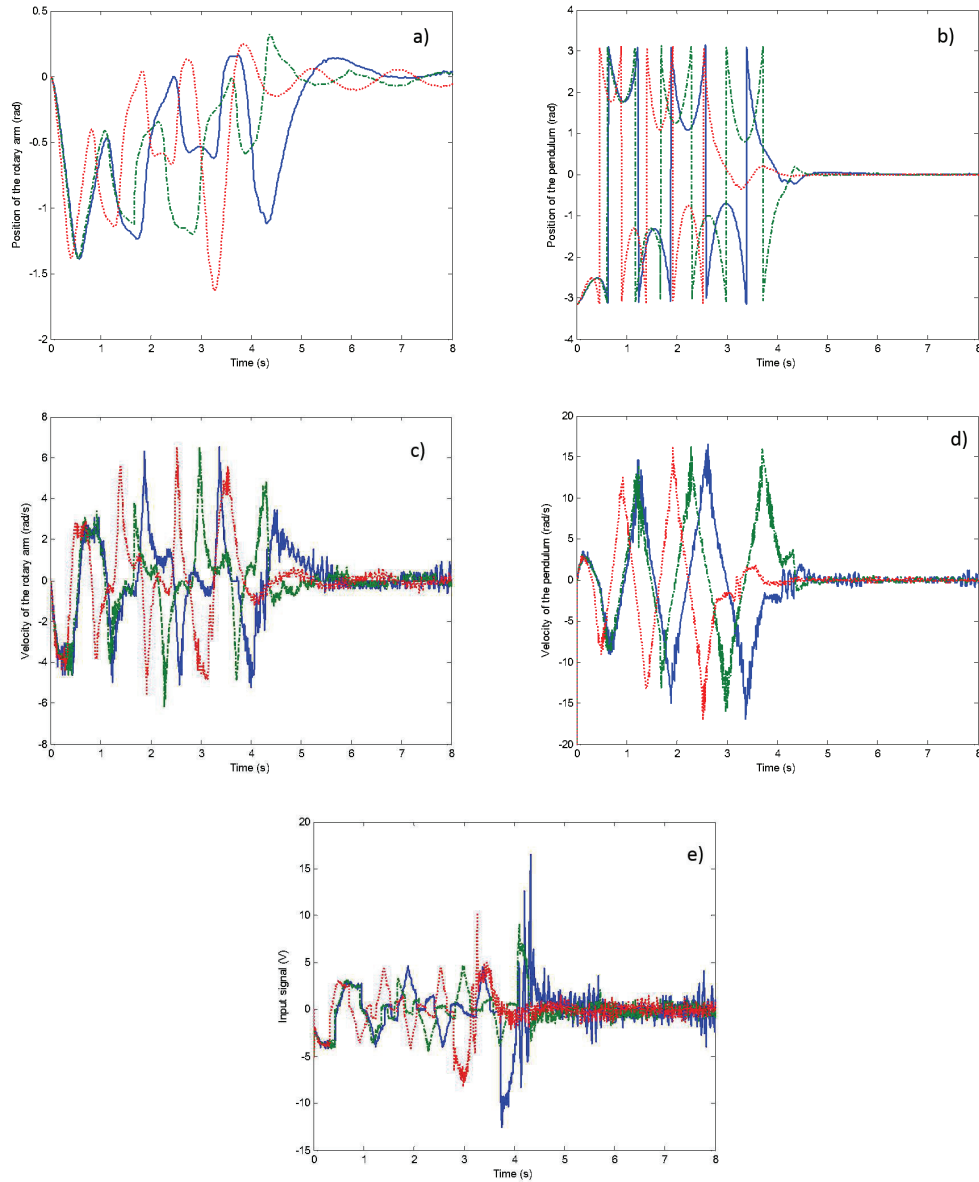 a)
Position of the rotary arm (rad)
0.5
0
-0.5
-1
-1.5
-2
0 1 2 3 4 5 6 7 8
Time (s)
b)
Position of the pendulum (rad)
4
3
2
1
0
-1
-2
-3
-4
0 1 2 3 4 5 6 7 8
Time (s)
c)
Velocity of the rotary arm (rad/s)
8
6
4
2
0
-2
-4
-6
-8
0 1 2 3 4 5 6 7 8
Time (s)
d)
Velocity of the pendulum (rad/s)
20
15
10
5
0
-5
-10
-15
-20
0 1 2 3 4 5 6 7 8
Time (s)
e)
Input signal (V)
20
15
10
5
0
-5
-10
-15
0 1 2 3 4 5 6 7 8
Time (s)